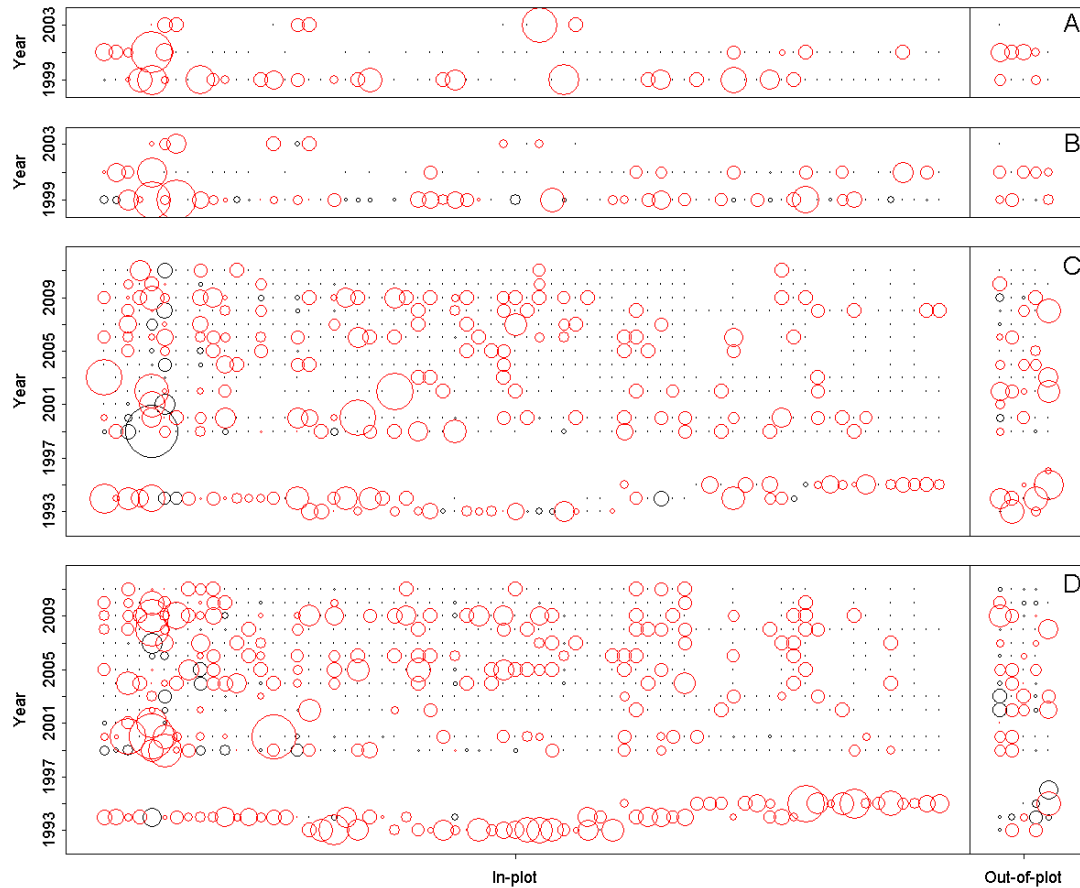 A
Year
2003
1999
B
Year
2003
1999
C
Year
2009
2005
2001
1997
1993
D
Year
2009
2005
2001
1997
1993
In-plot
Out-of-plot